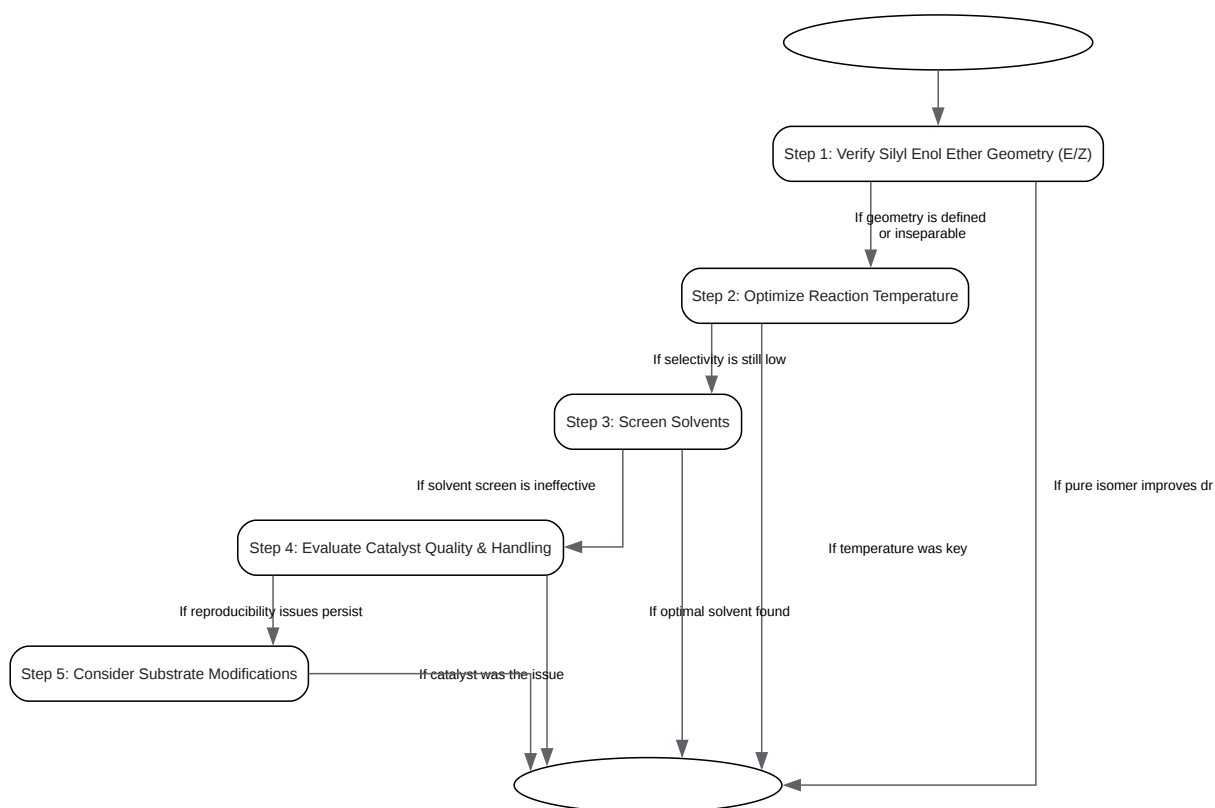 Step 1: Verify Silyl Enol Ether Geometry (E/Z)
If geometry is defined
or inseparable
Step 2: Optimize Reaction Temperature
If selectivity is still low
Step 3: Screen Solvents
If solvent screen is ineffective
If pure isomer improves dr
Step 4: Evaluate Catalyst Quality & Handling
If temperature was key
If reproducibility issues persist
If optimal solvent found
Step 5: Consider Substrate Modifications
If catalyst was the issue